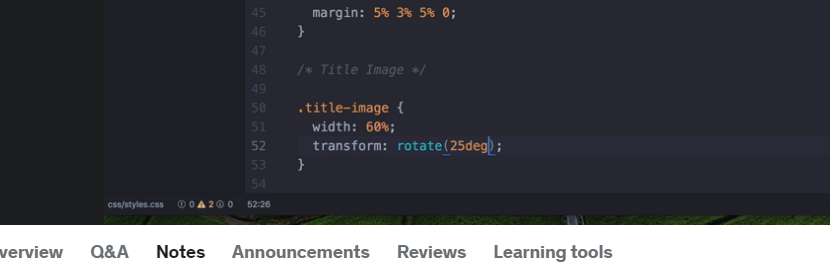 45 margin: 5% 3% 5% 0;
46 }
47
48 /* Title Image */
49
50 .title-image {
51 width: 60%;
52 transform: rotate(25deg);
53 }
54
css/styles.css 0 2 0 52:26
verview Q&A Notes Announcements Reviews Learning tools